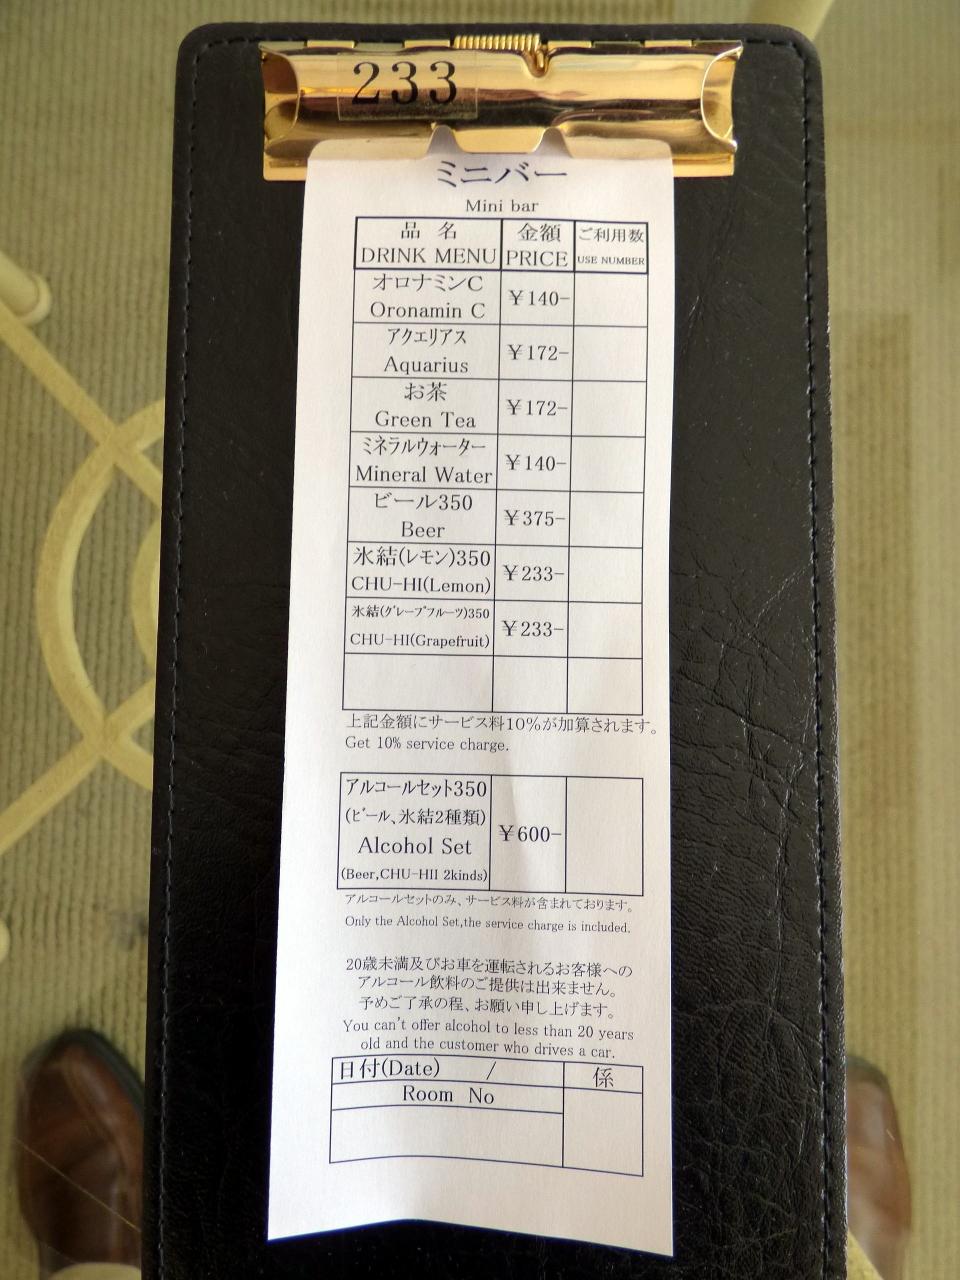 233
ミニバー
Mini bar
品 名 金額 ご利用数
DRINK MENU PRICE USE NUMBER
オロナミンC
Oronamin C
￥140-
アクエリアス
Aquarius
￥172-
お茶
Green Tea
￥172-
ミネラルウォーター
Mineral Water
￥140-
ビール350
Beer
￥375-
氷結(レモン)350
CHU-HI(Lemon)
￥233-
氷結(グレープフルーツ)350
CHU-HI(Grapefruit)
￥233-
上記金額にサービス料10%が加算されます。
Get 10% service charge.
アルコールセット350
(ビール、氷結2種類)
Alcohol Set
(Beer,CHU-HII 2kinds)
￥600-
アルコールセットのみ、サービス料が含まれております。
Only the Alcohol Set,the service charge is included.
20歳未満及びお車を運転されるお客様への
アルコール飲料のご提供は出来ません。
予めご了承の程、お願い申し上げます。
You can't offer alcohol to less than 20 years
old and the customer who drives a car.
日付(Date) / 係
Room No